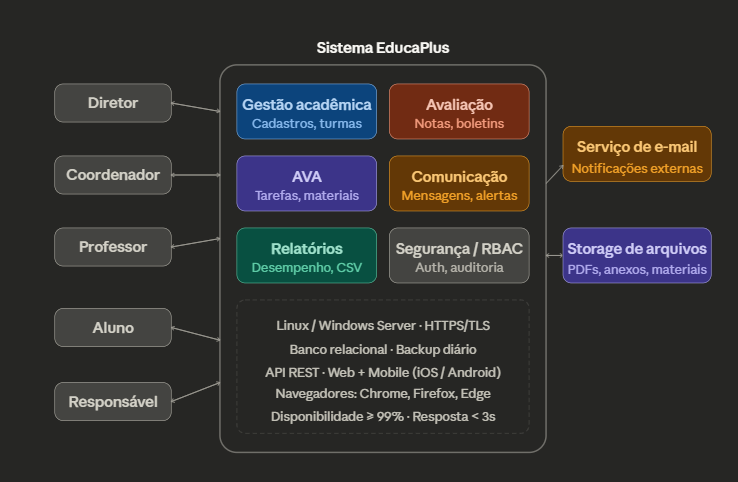 Sistema EducaPlus
Diretor
Coordenador
Professor
Aluno
Responsável
Gestão acadêmica
Cadastros, turmas
Avaliação
Notas, boletins
AVA
Tarefas, materiais
Comunicação
Mensagens, alertas
Relatórios
Desempenho, CSV
Segurança / RBAC
Auth, auditoria
Linux / Windows Server · HTTPS/TLS
Banco relacional · Backup diário
API REST · Web + Mobile (iOS / Android)
Navegadores: Chrome, Firefox, Edge
Disponibilidade ≥ 99% · Resposta < 3s
Serviço de e-mail
Notificações externas
Storage de arquivos
PDFs, anexos, materiais